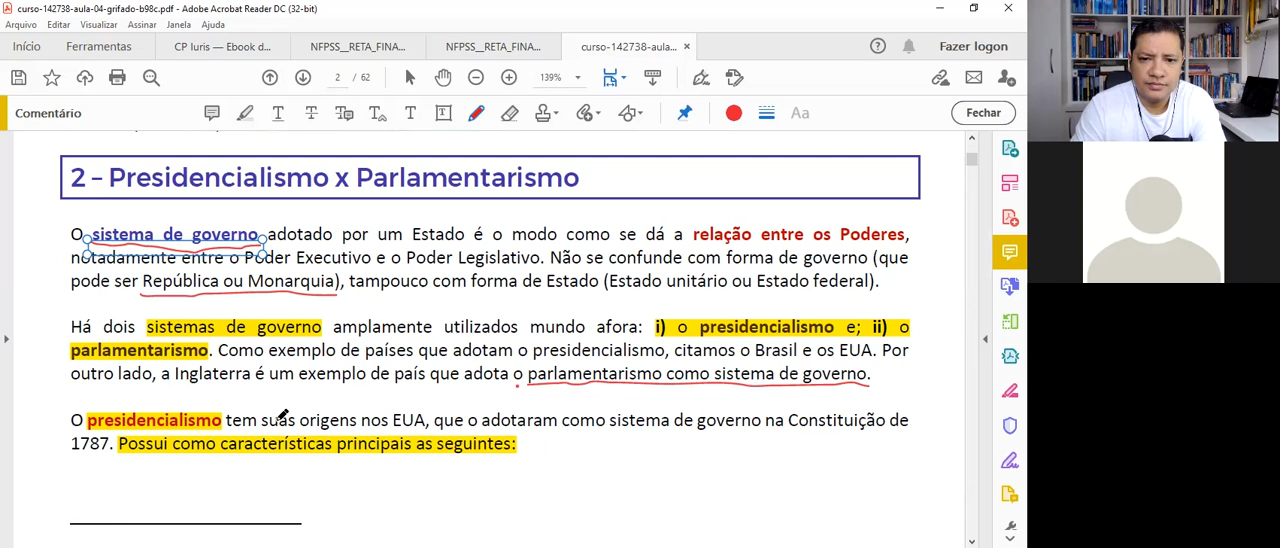 curso-142738-aula-04-grifado-b98c.pdf - Adobe Acrobat Reader DC (32-bit)
Arquivo Editar Visualizar Assinar Janela Ajuda
Início Ferramentas CP Iuris – Ebook d... NFPSS_RETA_FINA... NFPSS_RETA_FINA... curso-142738-aula... × Fazer logon
2 / 62 139%
Comentário Aa Fechar
2 – Presidencialismo x Parlamentarismo
O sistema de governo adotado por um Estado é o modo como se dá a relação entre os Poderes,
notadamente entre o Poder Executivo e o Poder Legislativo. Não se confunde com forma de governo (que
pode ser República ou Monarquia), tampouco com forma de Estado (Estado unitário ou Estado federal).
Há dois sistemas de governo amplamente utilizados mundo afora: i) o presidencialismo e; ii) o
parlamentarismo. Como exemplo de países que adotam o presidencialismo, citamos o Brasil e os EUA. Por
outro lado, a Inglaterra é um exemplo de país que adota o parlamentarismo como sistema de governo.
O presidencialismo tem suas origens nos EUA, que o adotaram como sistema de governo na Constituição de
1787. Possui como características principais as seguintes: